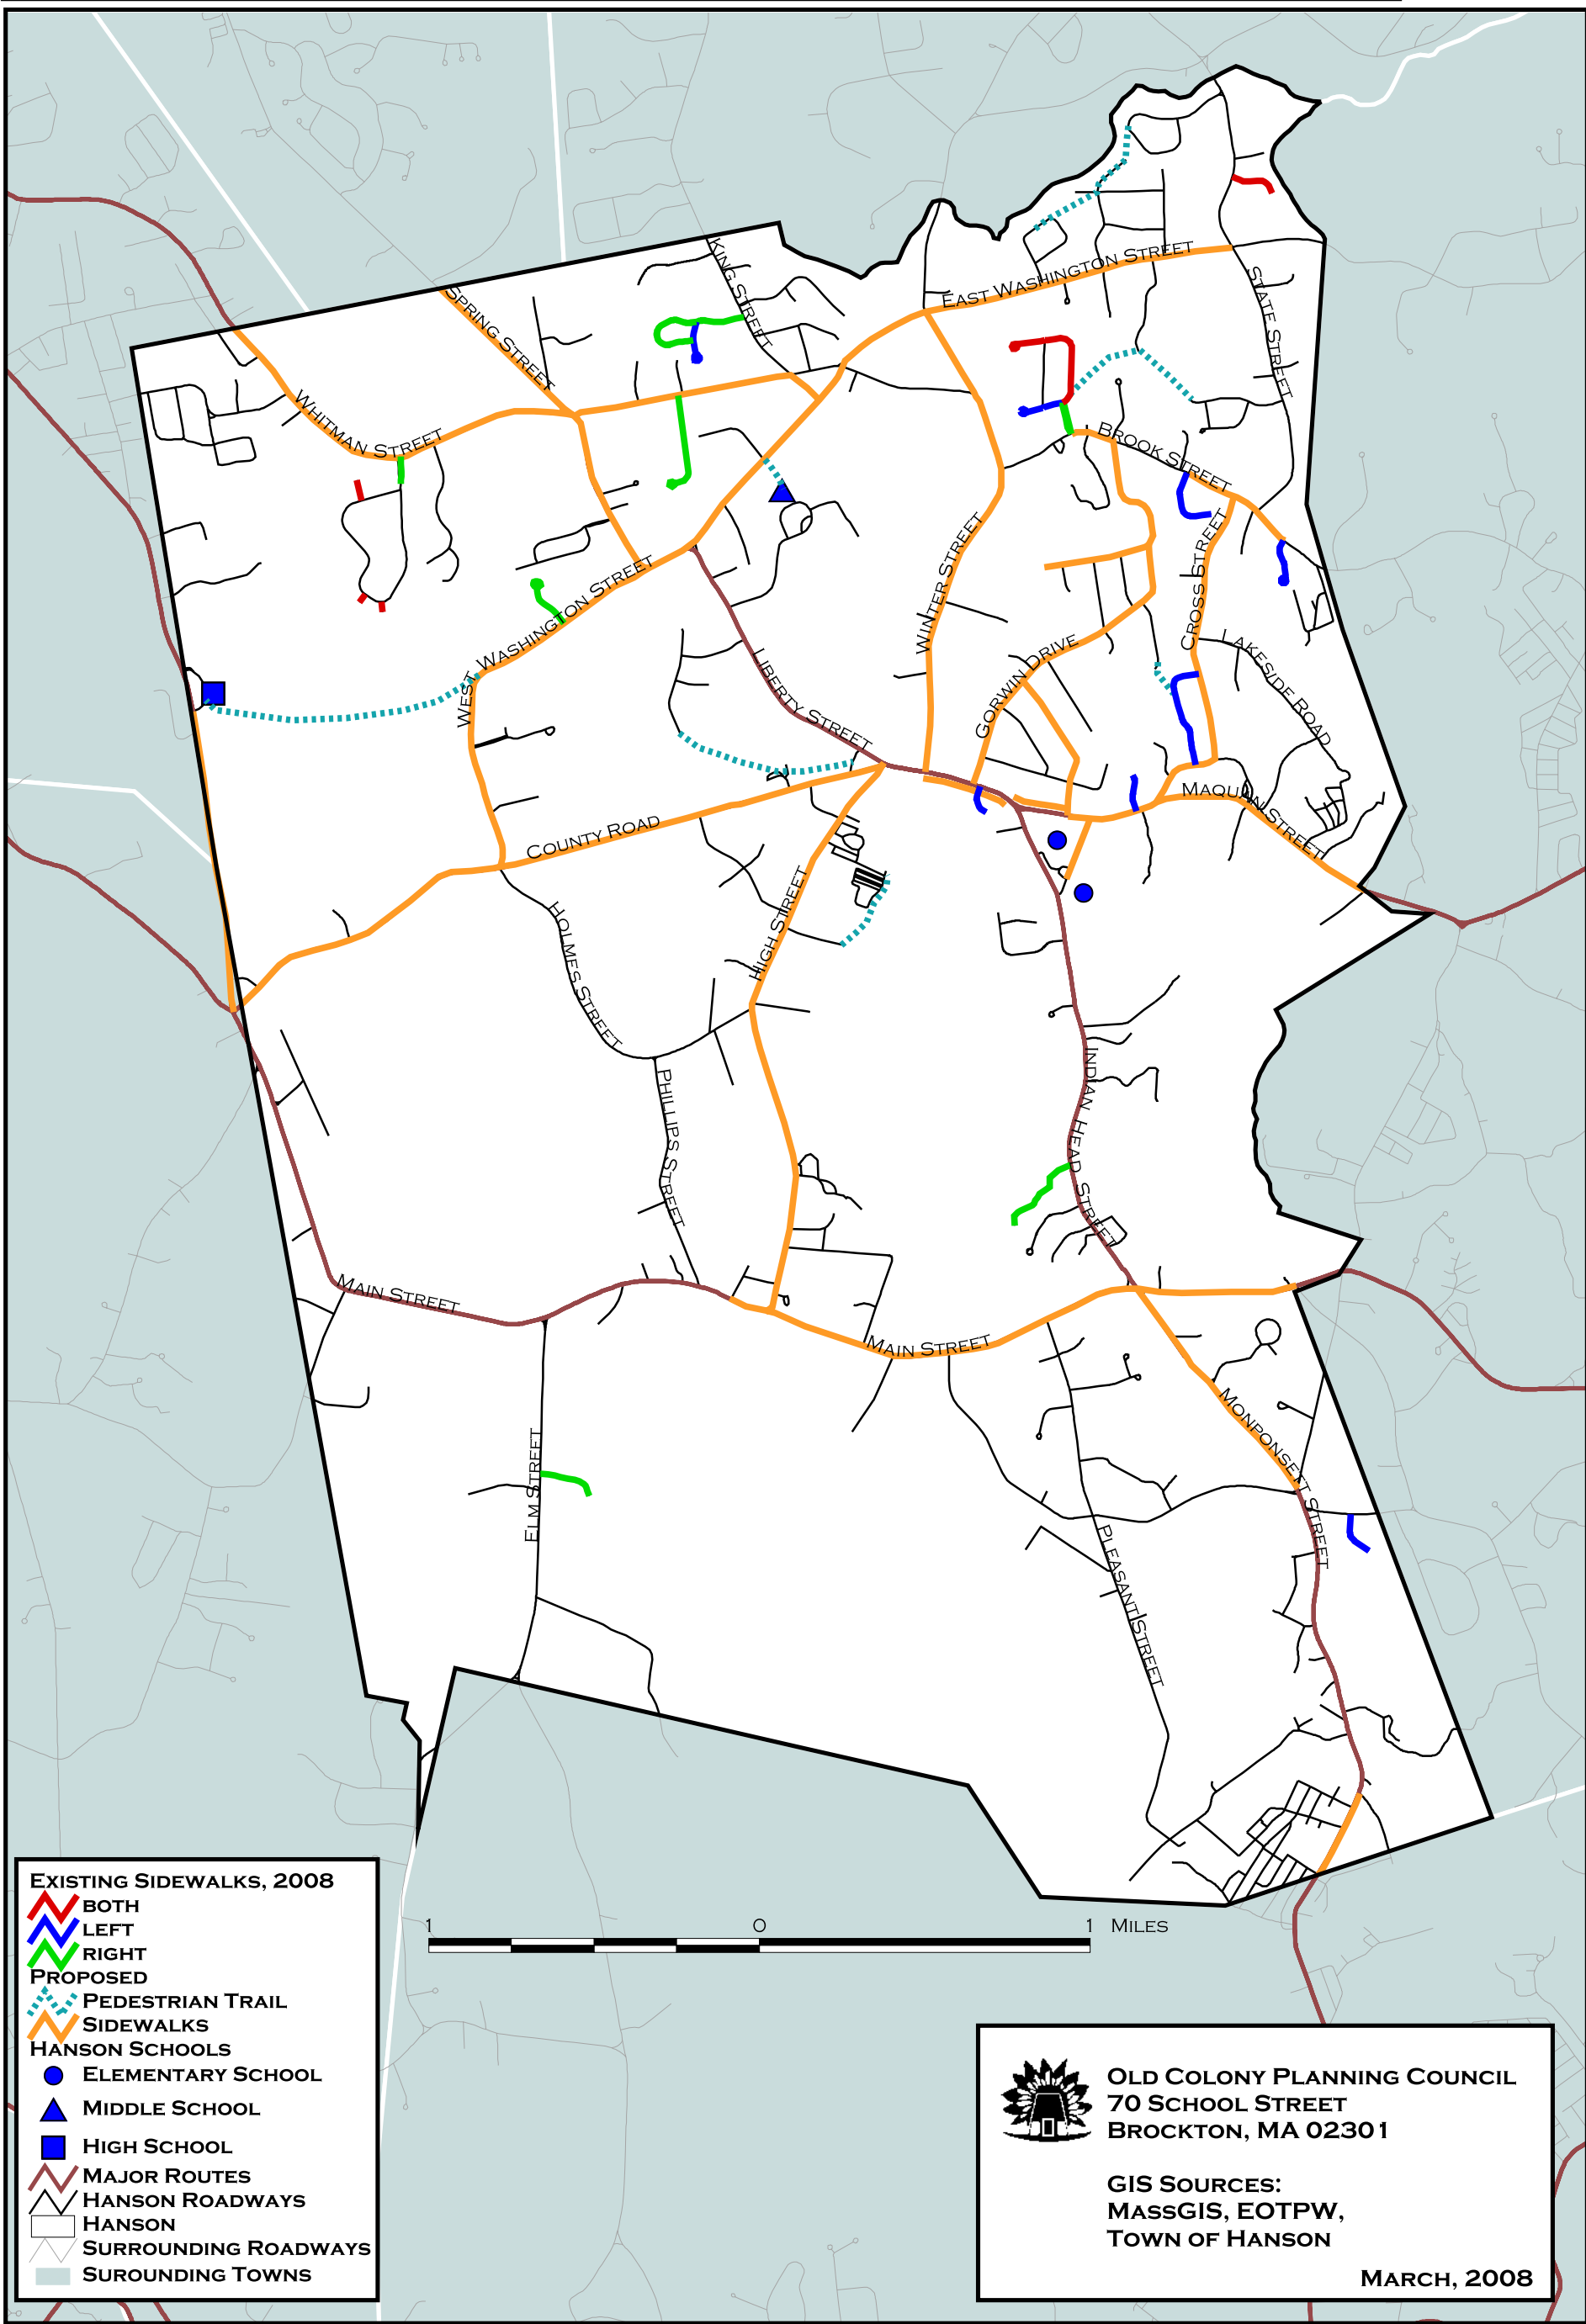 King Street
East Washington Street
State Street
Spring Street
Whitman Street
Brook Street
Winter Street
Cross Street
West Washington Street
Lakeside Road
Gorwin Drive
Liberty Street
Maquan Street
County Road
High Street
Holmes Street
Indian Head Street
Phillips Street
Main Street
Main Street
Monponsett Street
Elm Street
Pleasant Street
Existing Sidewalks, 2008
Both
Left
Right
Proposed
Pedestrian Trail
Sidewalks
Hanson Schools
Elementary School
Middle School
High School
Major Routes
Hanson Roadways
Hanson
Surrounding Roadways
Surounding Towns
1 0 1 Miles
Old Colony Planning Council
70 School Street
Brockton, MA 02301
GIS Sources:
MassGIS, EOTPW,
Town of Hanson
March, 2008